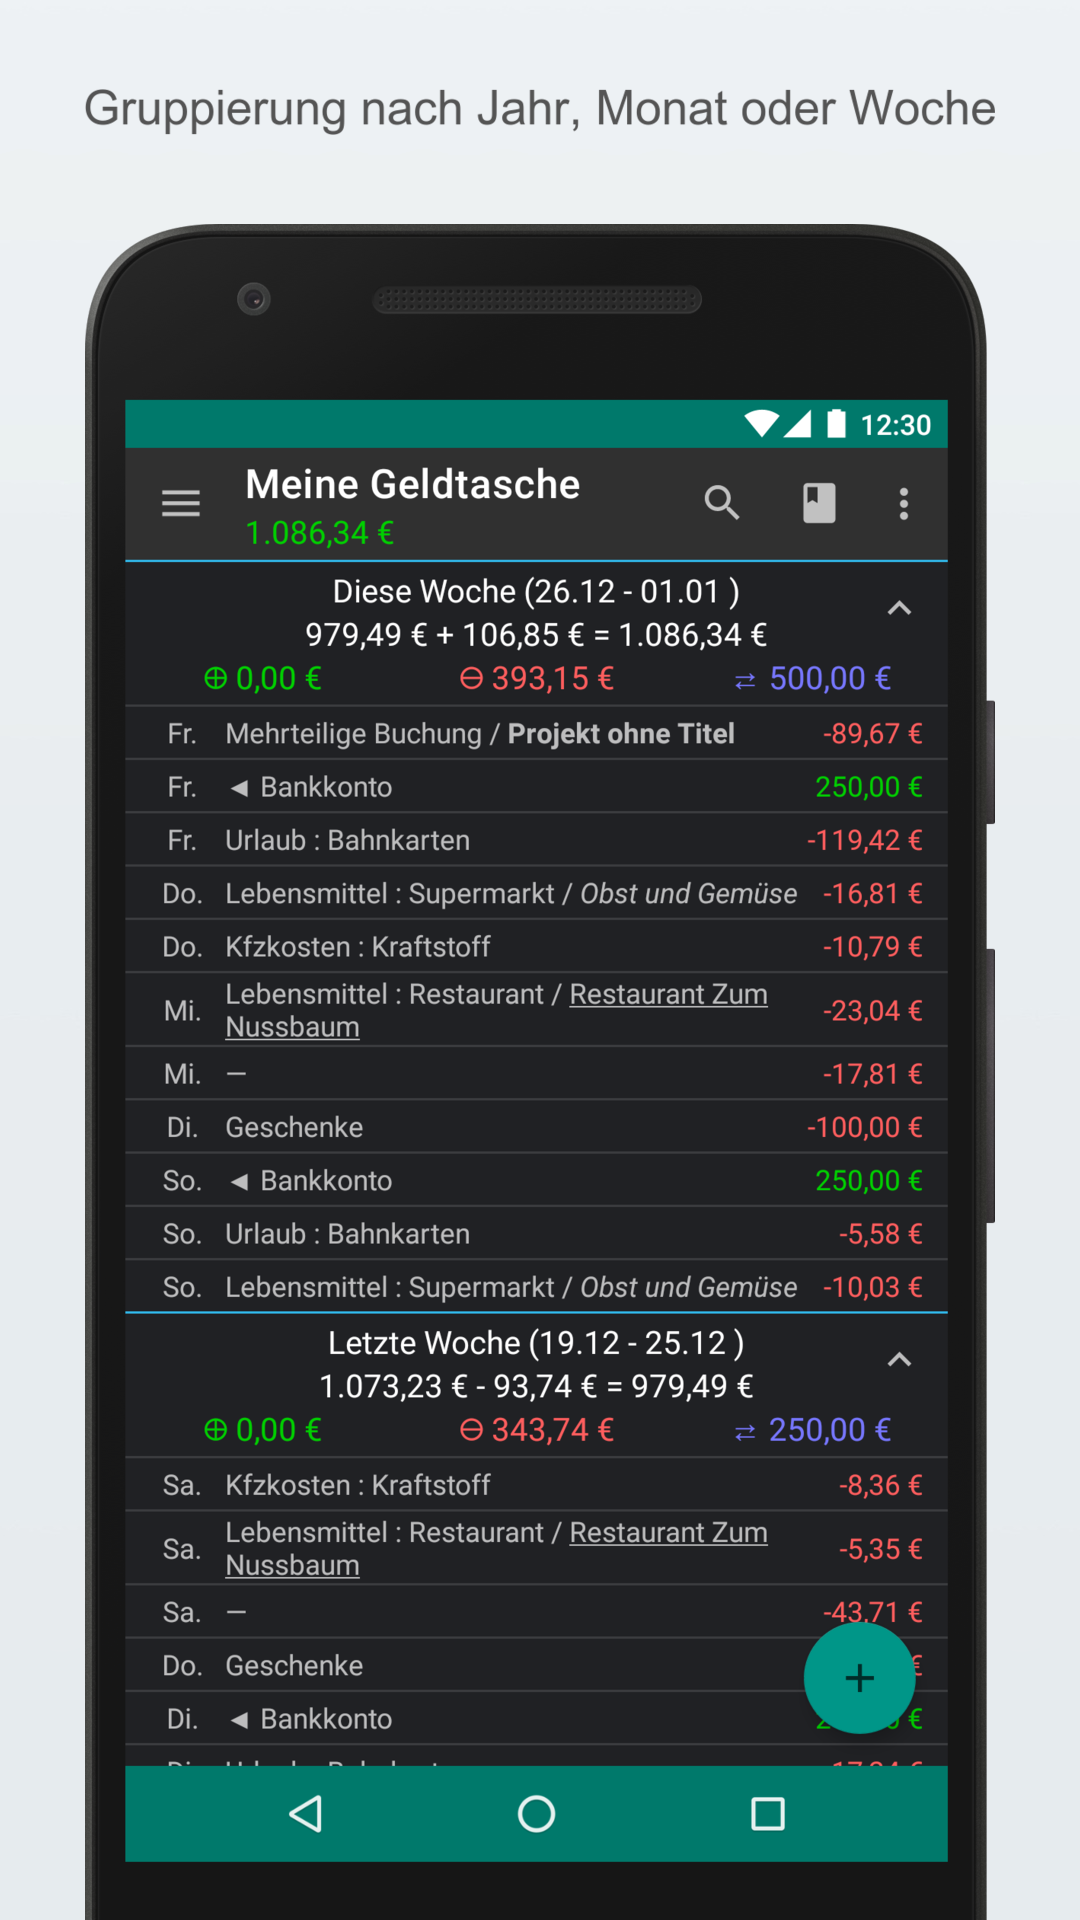 Gruppierung nach Jahr, Monat oder Woche
12:30
Meine Geldtasche
1.086,34 €
Diese Woche (26.12 - 01.01 )
979,49 € + 106,85 € = 1.086,34 €
0,00 € 393,15 € 500,00 €
Fr. Mehrteilige Buchung / Projekt ohne Titel -89,67 €
Fr. ◄ Bankkonto 250,00 €
Fr. Urlaub : Bahnkarten -119,42 €
Do. Lebensmittel : Supermarkt / Obst und Gemüse -16,81 €
Do. Kfzkosten : Kraftstoff -10,79 €
Mi. Lebensmittel : Restaurant / Restaurant Zum
Nussbaum -23,04 €
Mi. — -17,81 €
Di. Geschenke -100,00 €
So. ◄ Bankkonto 250,00 €
So. Urlaub : Bahnkarten -5,58 €
So. Lebensmittel : Supermarkt / Obst und Gemüse -10,03 €
Letzte Woche (19.12 - 25.12 )
1.073,23 € - 93,74 € = 979,49 €
0,00 € 343,74 € 250,00 €
Sa. Kfzkosten : Kraftstoff -8,36 €
Sa. Lebensmittel : Restaurant / Restaurant Zum
Nussbaum -5,35 €
Sa. — -43,71 €
Do. Geschenke €
Di. ◄ Bankkonto €